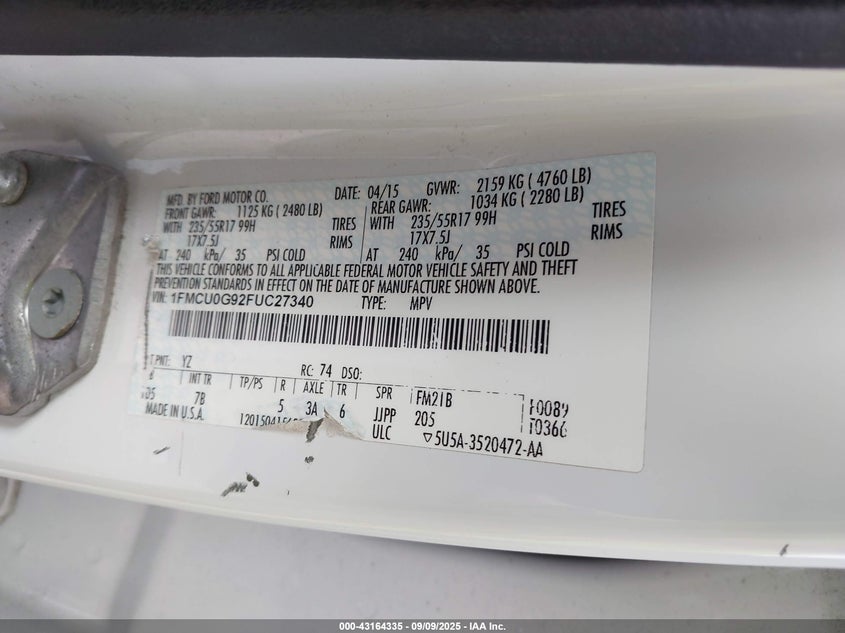 MFD. BY FORD MOTOR CO.
DATE: 04/15 GVWR: 2159 KG ( 4760 LB)
FRONT GAWR: 1125 KG ( 2480 LB)
REAR GAWR: 1034 KG ( 2280 LB)
WITH 235/55R17 99H TIRES
WITH 235/55R17 99H TIRES
17X7.5J RIMS
17X7.5J RIMS
AT 240 kPa/ 35 PSI COLD
AT 240 kPa/ 35 PSI COLD
THIS VEHICLE CONFORMS TO ALL APPLICABLE FEDERAL MOTOR VEHICLE SAFETY AND THEFT
PREVENTION STANDARDS IN EFFECT ON THE DATE OF MANUFACTURE SHOWN ABOVE.
VIN: 1FMCU0G92FUC27340 TYPE: MPV
PNT: YZ RC: 74 DSO:
INT TR TP/PS R AXLE TR SPR FM21B
7B 5 3A 6 JJPP 205
MADE IN U.S.A. ULC
T0366
▽5U5A-3520472-AA
000-43164335 - 09/09/2025 - IAA Inc.